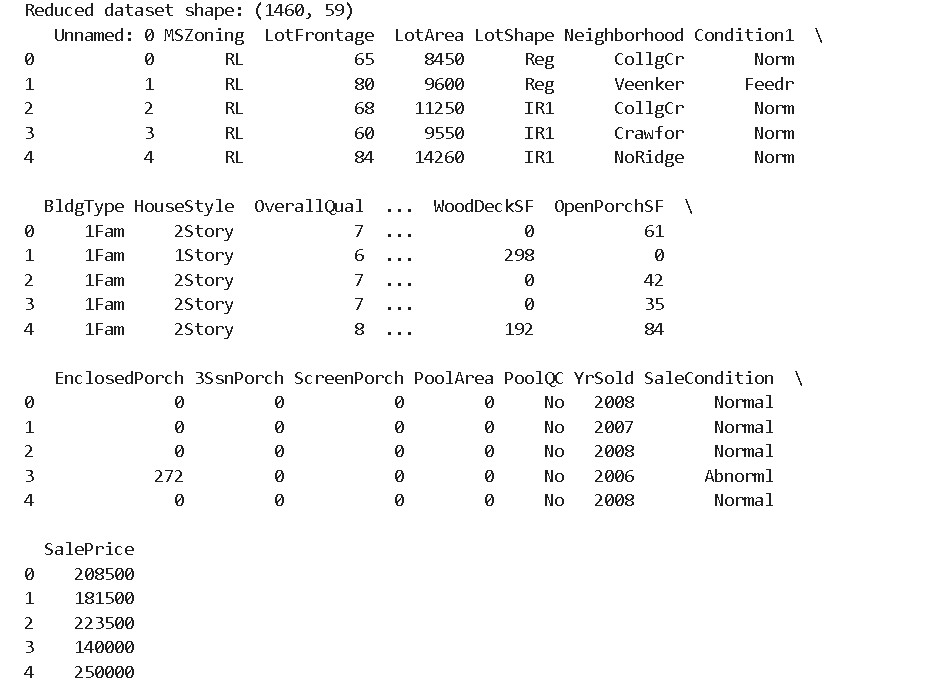 Reduced dataset shape: (1460, 59)
Unnamed: 0 MSZoning LotFrontage LotArea LotShape Neighborhood Condition1 \
0 0 RL 65 8450 Reg CollgCr Norm
1 1 RL 80 9600 Reg Veenker Feedr
2 2 RL 68 11250 IR1 CollgCr Norm
3 3 RL 60 9550 IR1 Crawfor Norm
4 4 RL 84 14260 IR1 NoRidge Norm
BldgType HouseStyle OverallQual ... WoodDeckSF OpenPorchSF \
0 1Fam 2Story 7 ... 0 61
1 1Fam 1Story 6 ... 298 0
2 1Fam 2Story 7 ... 0 42
3 1Fam 2Story 7 ... 0 35
4 1Fam 2Story 8 ... 192 84
EnclosedPorch 3SsnPorch ScreenPorch PoolArea PoolQC YrSold SaleCondition \
0 0 0 0 0 No 2008 Normal
1 0 0 0 0 No 2007 Normal
2 0 0 0 0 No 2008 Normal
3 272 0 0 0 No 2006 Abnorml
4 0 0 0 0 No 2008 Normal
SalePrice
0 208500
1 181500
2 223500
3 140000
4 250000